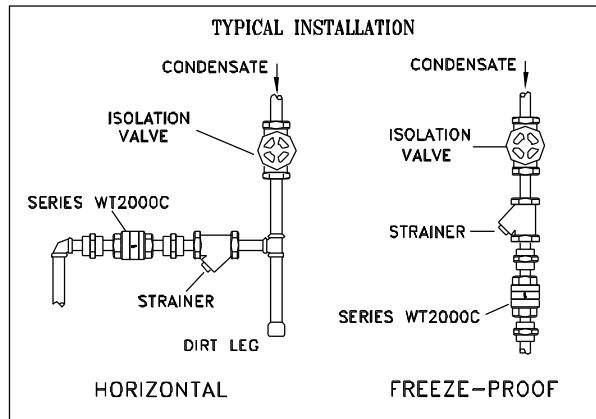 TYPICAL INSTALLATION
CONDENSATE
ISOLATION
VALVE
SERIES WT2000C
STRAINER
DIRT LEG
HORIZONTAL
CONDENSATE
ISOLATION
VALVE
STRAINER
SERIES WT2000C
FREEZE-PROOF